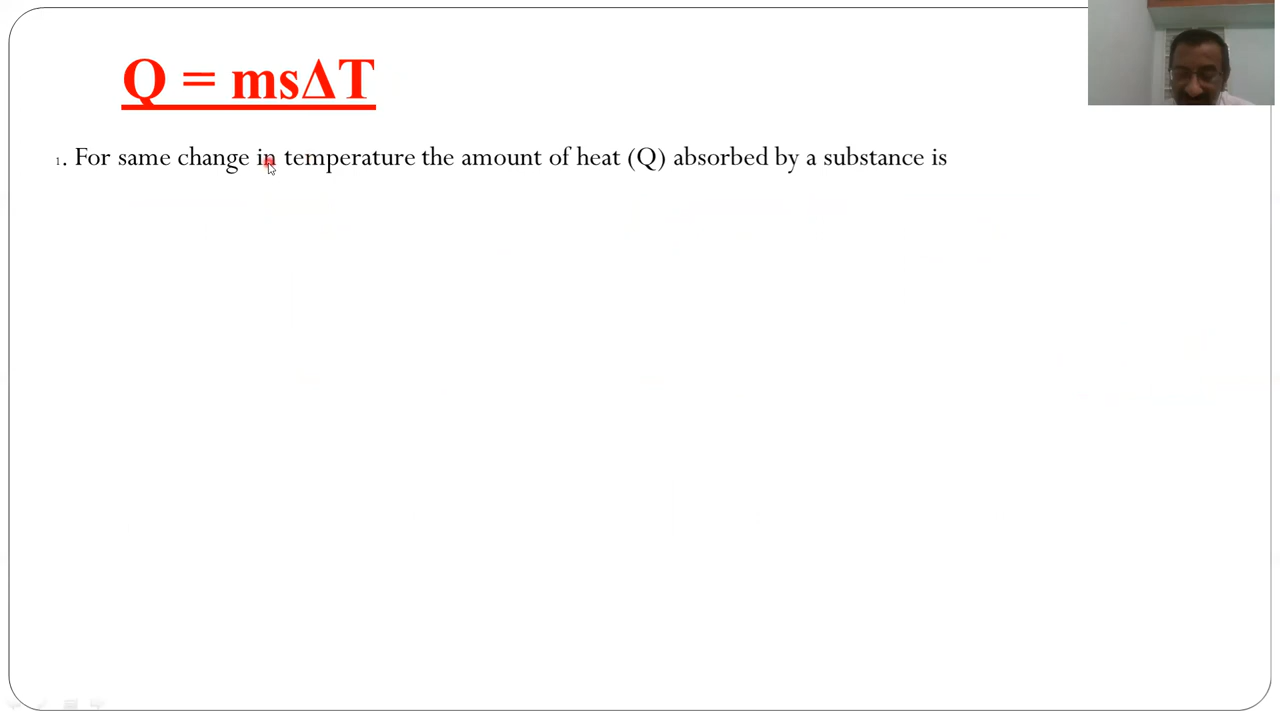 Q = msΔT
1. For same change in temperature the amount of heat (Q) absorbed by a substance is